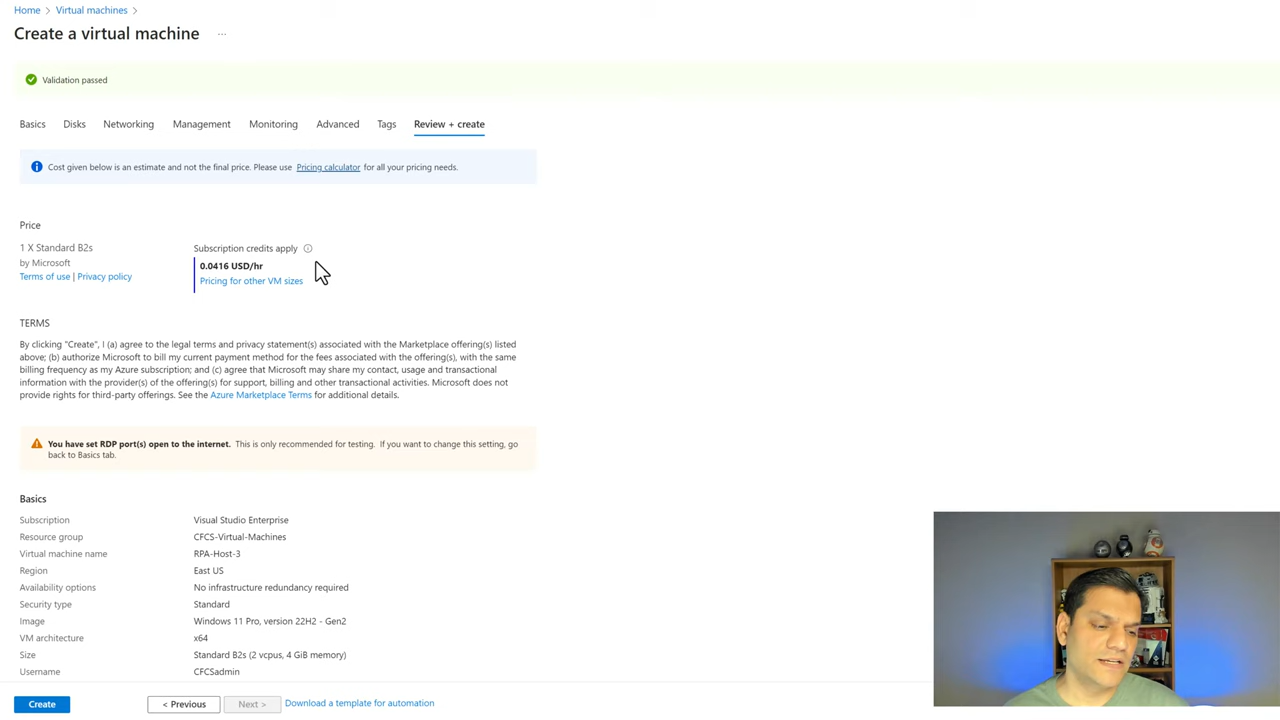 Home > Virtual machines >
Create a virtual machine ...
Validation passed
Basics Disks Networking Management Monitoring Advanced Tags Review + create
Cost given below is an estimate and not the final price. Please use Pricing calculator for all your pricing needs.
Price
1 X Standard B2s
by Microsoft
Terms of use | Privacy policy
Subscription credits apply
0.0416 USD/hr
Pricing for other VM sizes
TERMS
By clicking "Create", I (a) agree to the legal terms and privacy statement(s) associated with the Marketplace offering(s) listed
above; (b) authorize Microsoft to bill my current payment method for the fees associated with the offering(s), with the same
billing frequency as my Azure subscription; and (c) agree that Microsoft may share my contact, usage and transactional
information with the provider(s) of the offering(s) for support, billing and other transactional activities. Microsoft does not
provide rights for third-party offerings. See the Azure Marketplace Terms for additional details.
You have set RDP port(s) open to the internet. This is only recommended for testing. If you want to change this setting, go
back to Basics tab.
Basics
Subscription Visual Studio Enterprise
Resource group CFCS-Virtual-Machines
Virtual machine name RPA-Host-3
Region East US
Availability options No infrastructure redundancy required
Security type Standard
Image Windows 11 Pro, version 22H2 - Gen2
VM architecture x64
Size Standard B2s (2 vcpus, 4 GiB memory)
Username CFCSadmin
Create < Previous Next > Download a template for automation